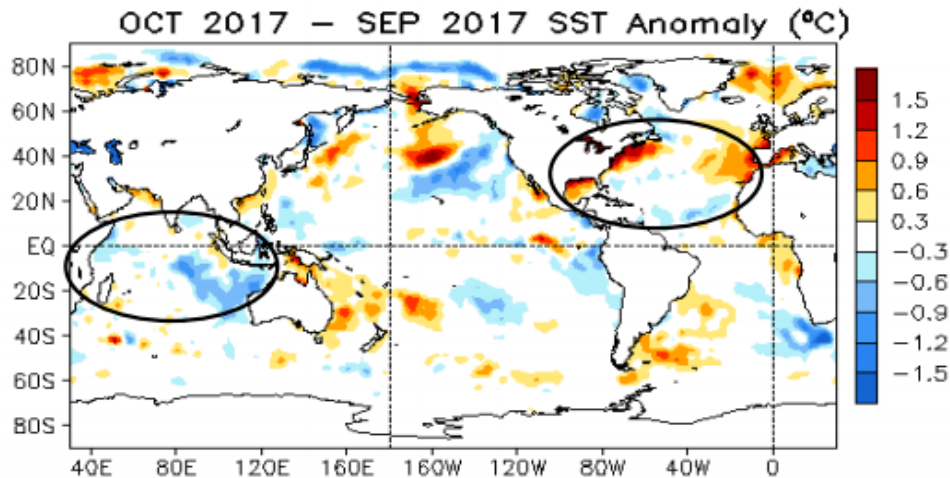 OCT 2017 – SEP 2017 SST Anomaly (°C)
80N
60N
40N
20N
EQ
20S
40S
60S
80S
40E 80E 120E 160E 160W 120W 80W 40W 0
1.5
1.2
0.9
0.6
0.3
−0.3
−0.6
−0.9
−1.2
−1.5